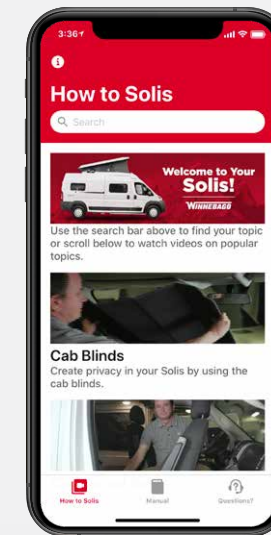 3:36
How to Solis
Search
Welcome to Your
Solis!
WINNEBAGO
Use the search bar above to find your topic
or scroll below to watch videos on popular
topics.
Cab Blinds
Create privacy in your Solis by using the
cab blinds.
How to Solis
Manual
Questions?